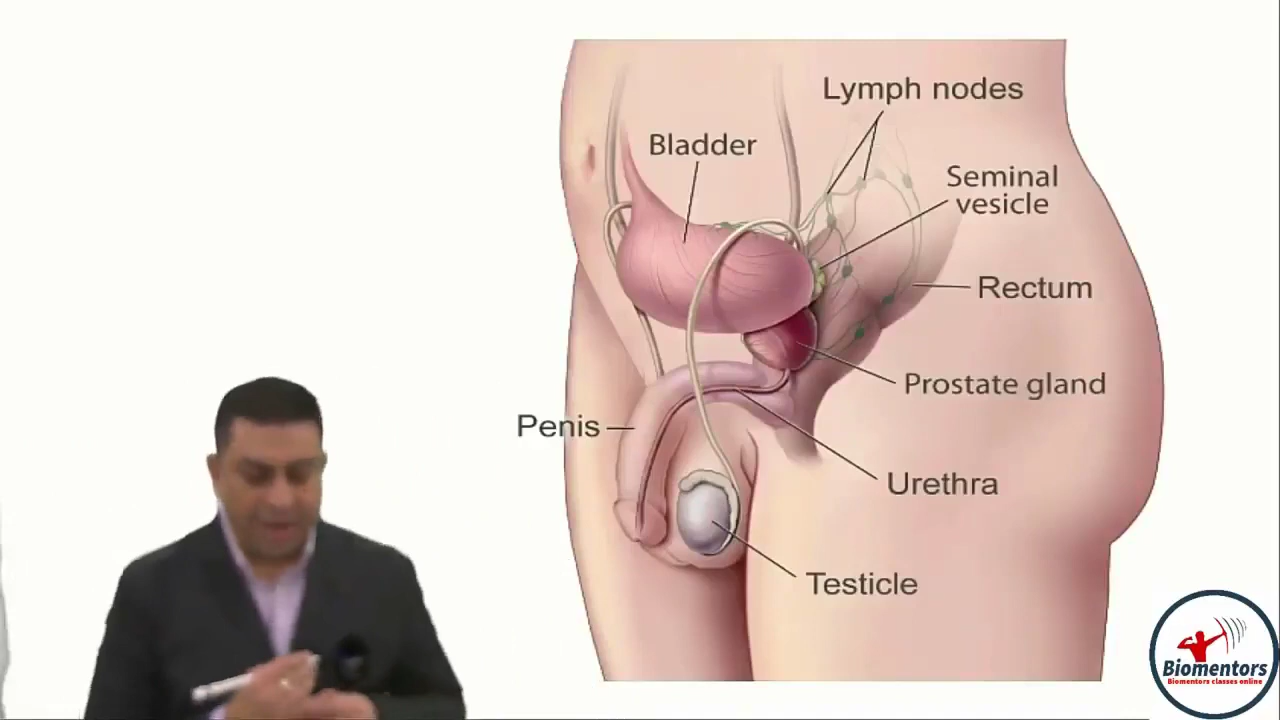 Lymph nodes
Bladder
Seminal
vesicle
Rectum
Prostate gland
Penis
Urethra
Testicle
Biomentors
Biomentors classes online